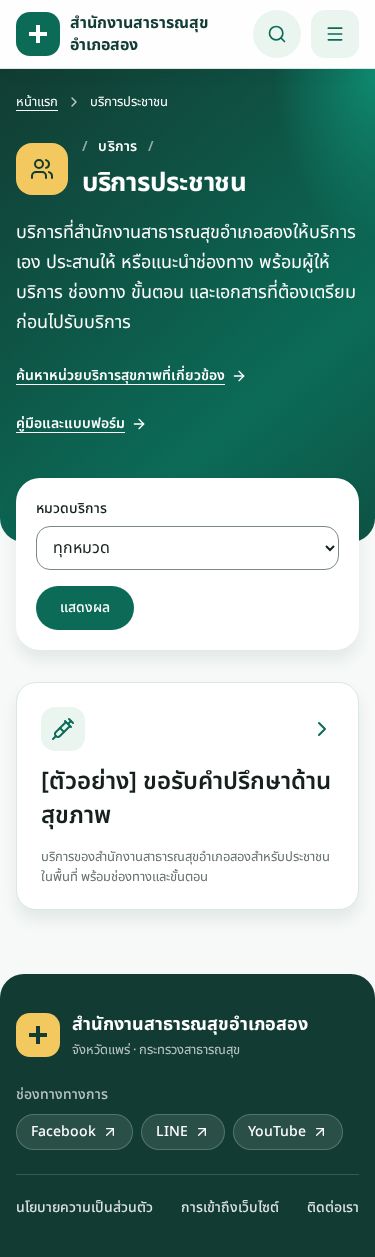 สำนักงานสาธารณสุข
อำเภอสอง
หน้าแรก
บริการประชาชน
/ บริการ /
บริการประชาชน
บริการที่สำนักงานสาธารณสุขอำเภอสองให้บริการ
เอง ประสานให้ หรือแนะนำช่องทาง พร้อมผู้ให้
บริการ ช่องทาง ขั้นตอน และเอกสารที่ต้องเตรียม
ก่อนไปรับบริการ
ค้นหาหน่วยบริการสุขภาพที่เกี่ยวข้อง
คู่มือและแบบฟอร์ม
หมวดบริการ
ทุกหมวด
แสดงผล
[ตัวอย่าง] ขอรับคำปรึกษาด้าน
สุขภาพ
บริการของสำนักงานสาธารณสุขอำเภอสองสำหรับประชาชน
ในพื้นที่ พร้อมช่องทางและขั้นตอน
สำนักงานสาธารณสุขอำเภอสอง
จังหวัดแพร่ · กระทรวงสาธารณสุข
ช่องทางทางการ
Facebook
LINE
YouTube
นโยบายความเป็นส่วนตัว
การเข้าถึงเว็บไซต์
ติดต่อเรา